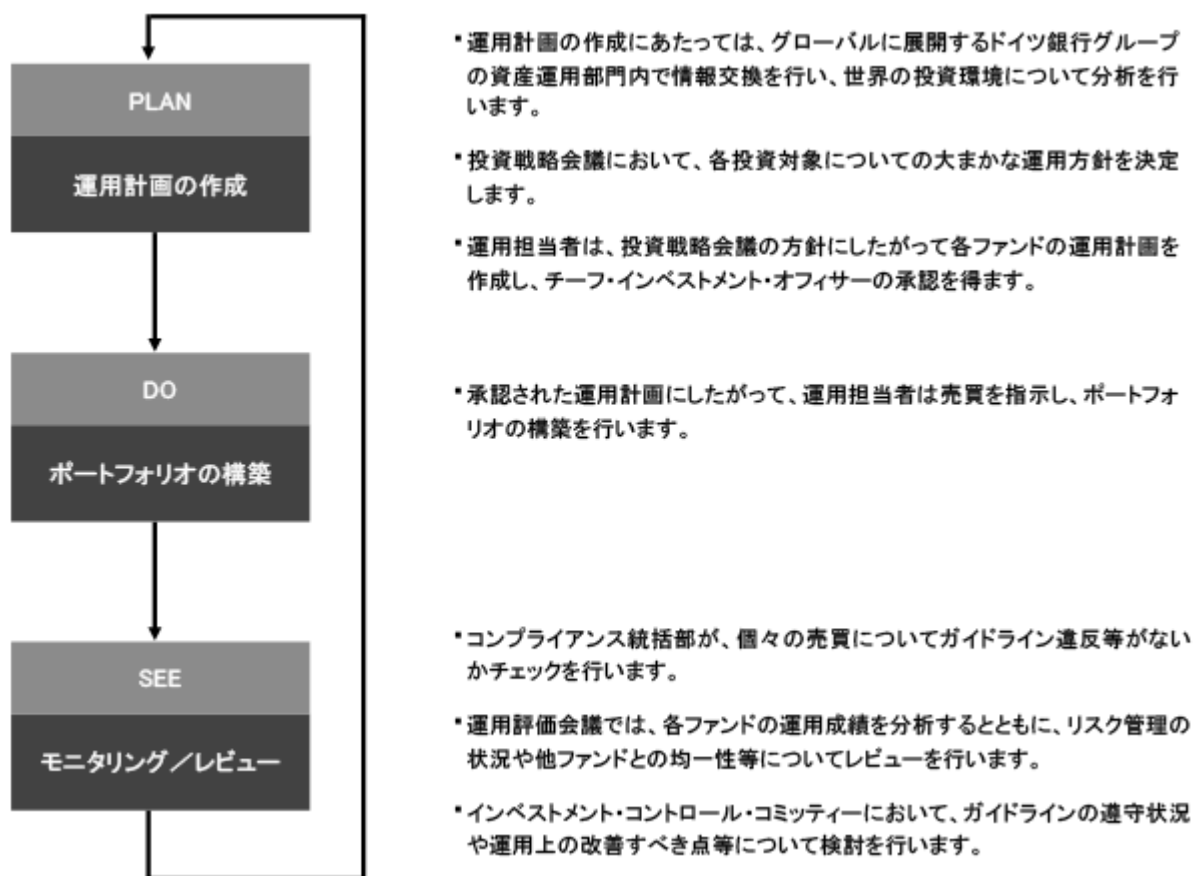 PLAN
運用計画の作成
▪運用計画の作成にあたっては、グローバルに展開するドイツ銀行グループ
の資産運用部門内で情報交換を行い、世界の投資環境について分析を行
います。
▪投資戦略会議において、各投資対象についての大まかな運用方針を決定
します。
▪運用担当者は、投資戦略会議の方針にしたがって各ファンドの運用計画を
作成し、チーフ・インベストメント・オフィサーの承認を得ます。
DO
ポートフォリオの構築
▪承認された運用計画にしたがって、運用担当者は売買を指示し、ポートフォ
リオの構築を行います。
SEE
モニタリング／レビュー
▪コンプライアンス統括部が、個々の売買についてガイドライン違反等がない
かチェックを行います。
▪運用評価会議では、各ファンドの運用成績を分析するとともに、リスク管理の
状況や他ファンドとの均一性等についてレビューを行います。
▪インベストメント・コントロール・コミッティーにおいて、ガイドラインの遵守状況
や運用上の改善すべき点等について検討を行います。